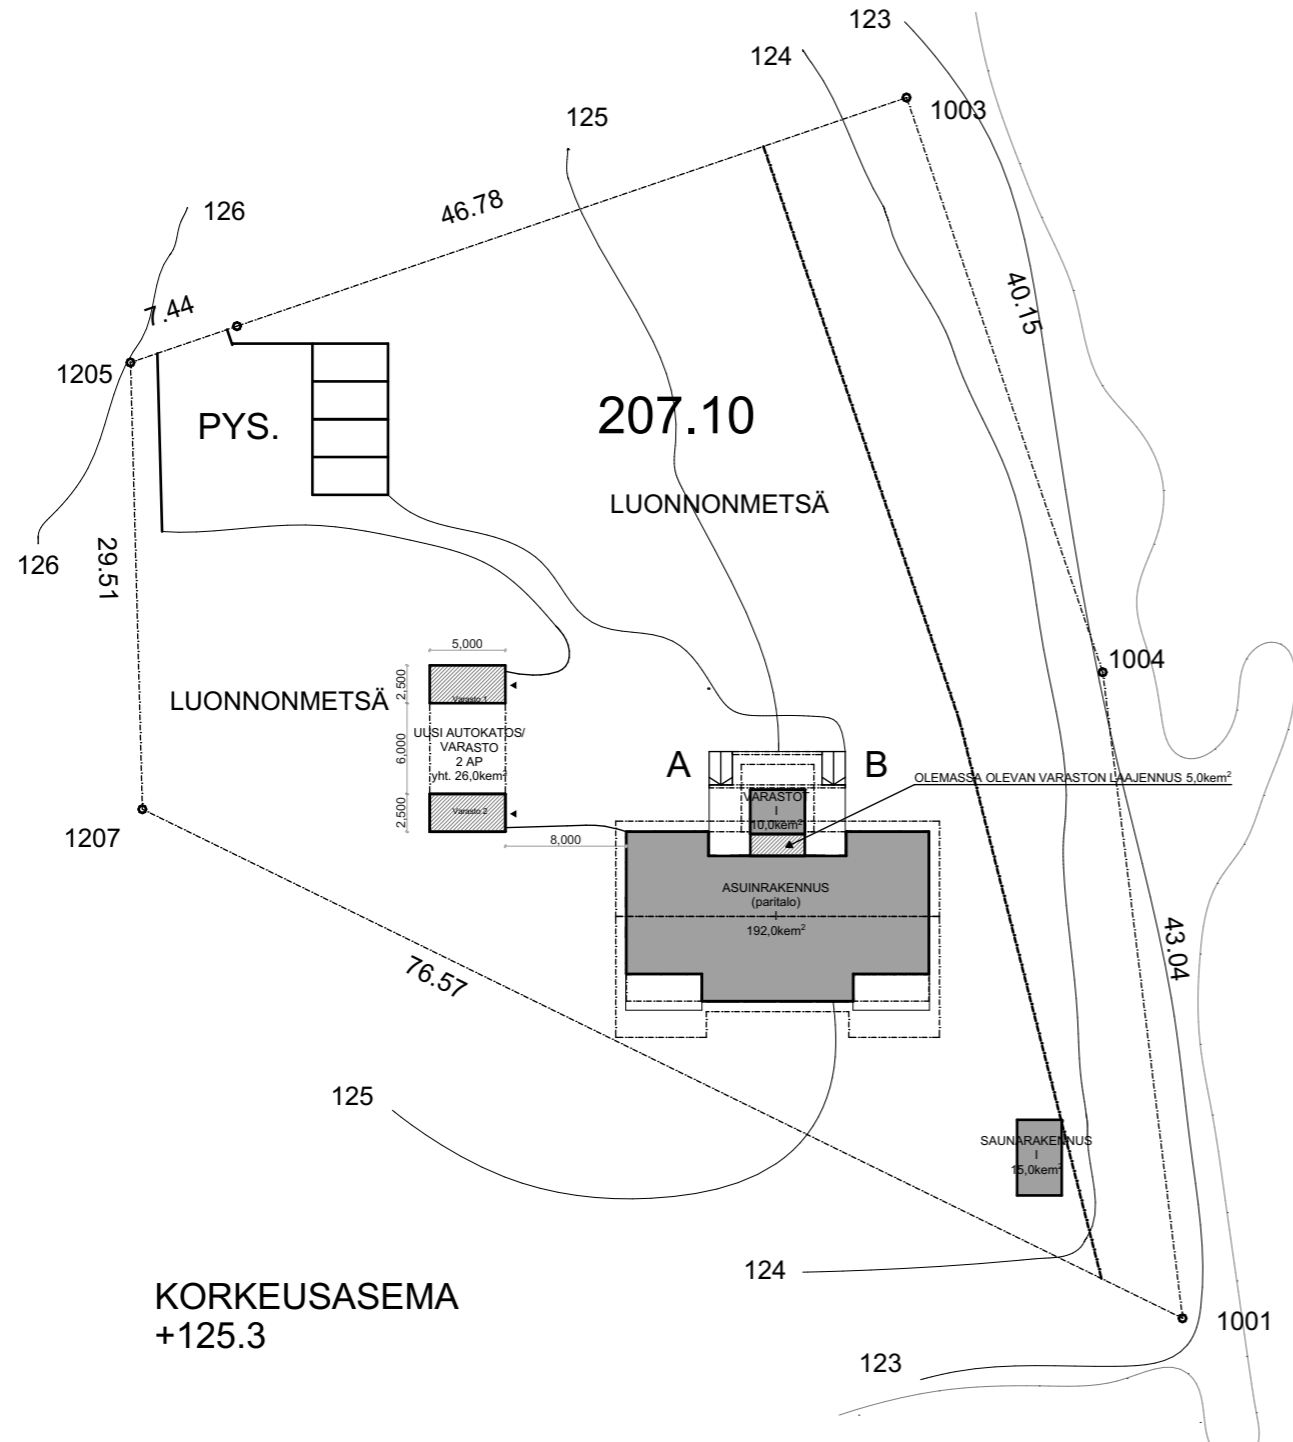 123
124
1003
125
126
46.78
40.15
7.44
1205
PYS.
207.10
LUONNONMETSÄ
126
29.51
1004
5,000
2,500
Varasto 1
LUONNONMETSÄ
UUSI AUTOKATOS/
VARASTO
2 AP
yht. 26,0kem²
6,000
A
B
OLEMASSA OLEVAN VARASTON LAAJENNUS 5,0kem²
VARASTOT
I
10,0kem²
2,500
Varasto 2
1207
8,000
ASUINRAKENNUS
(paritalo)
I
192,0kem²
76.57
43.04
125
SAUNARAKENNUS
I
15,0kem²
124
KORKEUSASEMA
+125.3
1001
123